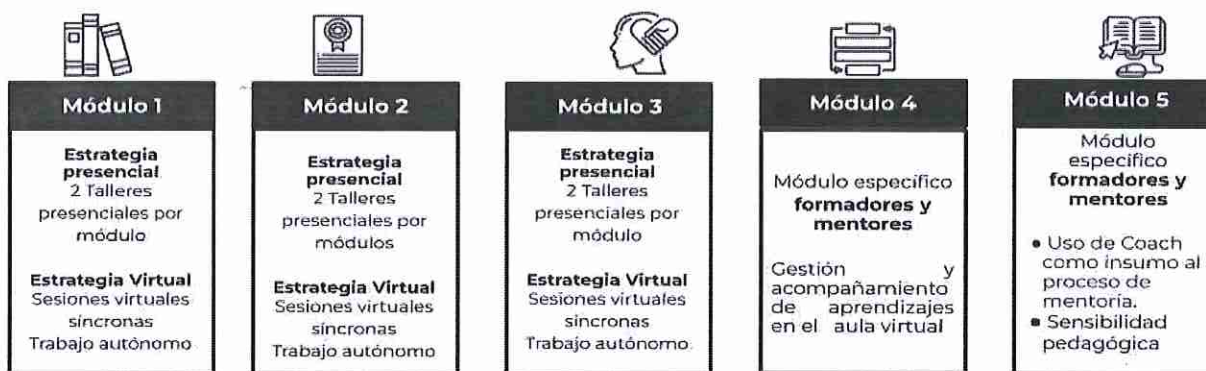 Módulo 1
Estrategia
presencial
2 Talleres
presenciales por
módulo
Estrategia Virtual
Sesiones virtuales
síncronas
Trabajo autónomo
Módulo 2
Estrategia
presencial
2 Talleres
presenciales por
módulos
Estrategia Virtual
Sesiones virtuales
síncronas
Trabajo autónomo
Módulo 3
Estrategia
presencial
2 Talleres
presenciales por
módulo
Estrategia Virtual
Sesiones virtuales
síncronas
Trabajo autónomo
Módulo 4
Módulo específico
formadores y
mentores
Gestión y
acompañamiento
de aprendizajes
en el aula virtual
Módulo 5
Módulo
específico
formadores y
mentores
• Uso de Coach
como insumo al
proceso de
mentoría.
• Sensibilidad
pedagógica